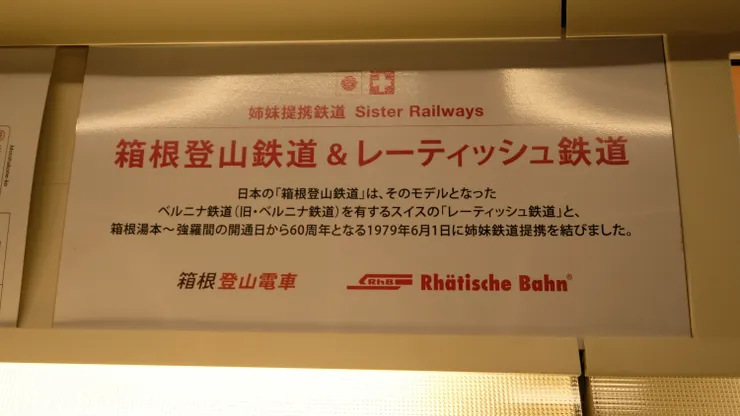 姉妹提携鉄道 Sister Railways
箱根登山鉄道&レーティッシュ鉄道
日本の「箱根登山鉄道」は、そのモデルとなった
ベルニナ鉄道(旧・ベルニナ鉄道)を有するスイスの「レーティッシュ鉄道」と、
箱根湯本～強羅間の開通日から60周年となる1979年6月1日に姉妹鉄道提携を結びました。
箱根登山電車 RhB Rhätische Bahn®